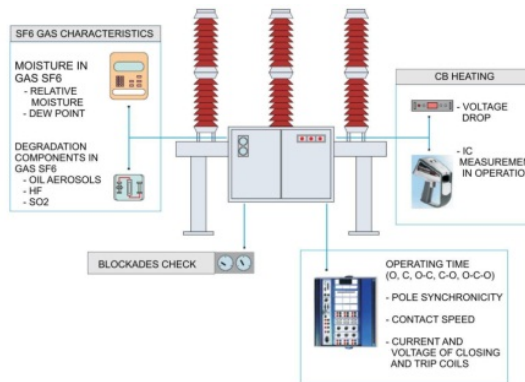 SF6 GAS CHARACTERISTICS
MOISTURE IN
GAS SF6
- RELATIVE
MOISTURE
- DEW POINT
DEGRADATION
COMPONENTS IN
GAS SF6
- OIL AEROSOLS
- HF
- SO2
CB HEATING
- VOLTAGE
DROP
- IC
MEASUREMEN
IN OPERATIO
BLOCKADES CHECK
OPERATING TIME
(O, C, O-C, C-O, O-C-O)
- POLE SYNCHRONICITY
- CONTACT SPEED
- CURRENT AND
VOLTAGE OF CLOSING
AND TRIP COILS